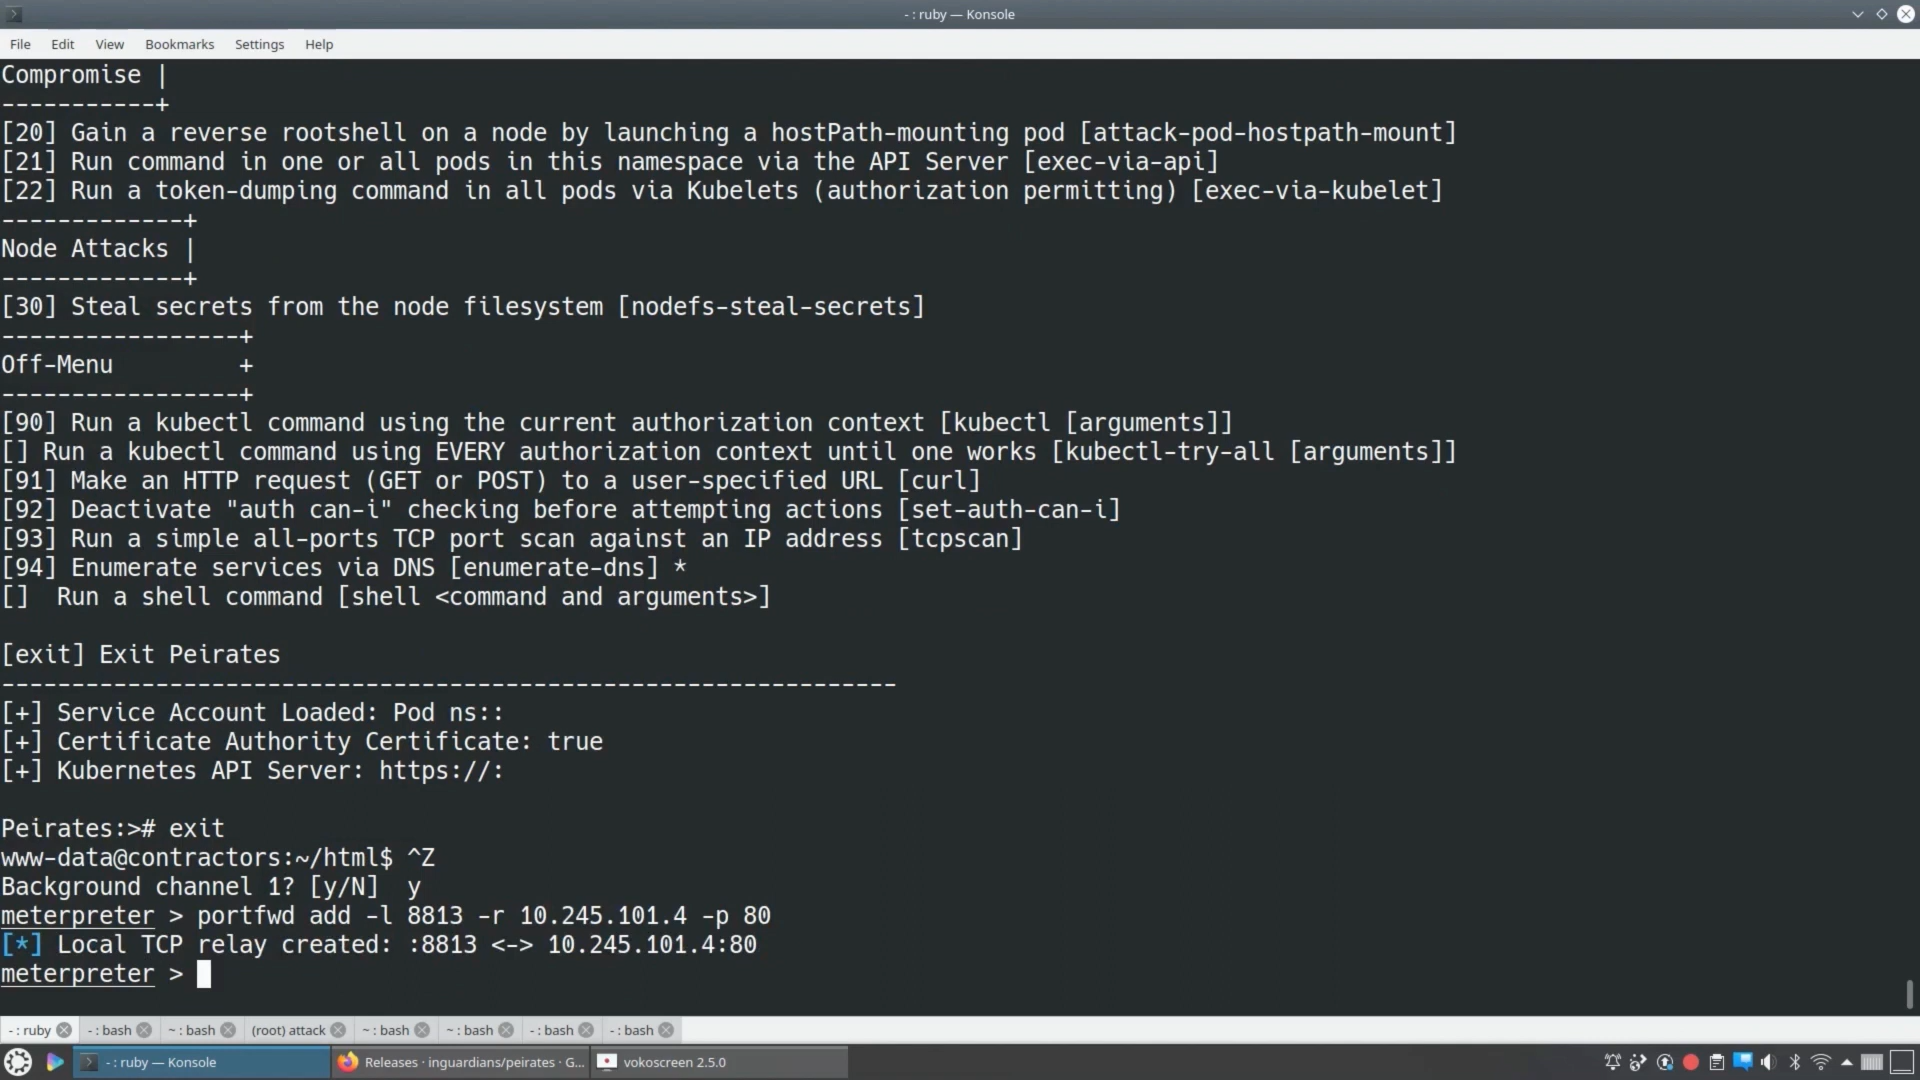 - : ruby — Konsole
File Edit View Bookmarks Settings Help
Compromise |
-----------+
[20] Gain a reverse rootshell on a node by launching a hostPath-mounting pod [attack-pod-hostpath-mount]
[21] Run command in one or all pods in this namespace via the API Server [exec-via-api]
[22] Run a token-dumping command in all pods via Kubelets (authorization permitting) [exec-via-kubelet]
-------------+
Node Attacks |
-------------+
[30] Steal secrets from the node filesystem [nodefs-steal-secrets]
-----------------+
Off-Menu         +
-----------------+
[90] Run a kubectl command using the current authorization context [kubectl [arguments]]
[] Run a kubectl command using EVERY authorization context until one works [kubectl-try-all [arguments]]
[91] Make an HTTP request (GET or POST) to a user-specified URL [curl]
[92] Deactivate "auth can-i" checking before attempting actions [set-auth-can-i]
[93] Run a simple all-ports TCP port scan against an IP address [tcpscan]
[94] Enumerate services via DNS [enumerate-dns] *
[]  Run a shell command [shell <command and arguments>]
[exit] Exit Peirates
----------------------------------------------------------------
[+] Service Account Loaded: Pod ns::
[+] Certificate Authority Certificate: true
[+] Kubernetes API Server: https://:
Peirates:># exit
www-data@contractors:~/html$ ^Z
Background channel 1? [y/N]  y
meterpreter > portfwd add -l 8813 -r 10.245.101.4 -p 80
[*] Local TCP relay created: :8813 <-> 10.245.101.4:80
meterpreter >
- : ruby - : bash ~ : bash (root) attack ~ : bash ~ : bash - : bash - : bash
- : ruby — Konsole Releases · inguardians/peirates · G... vokoscreen 2.5.0